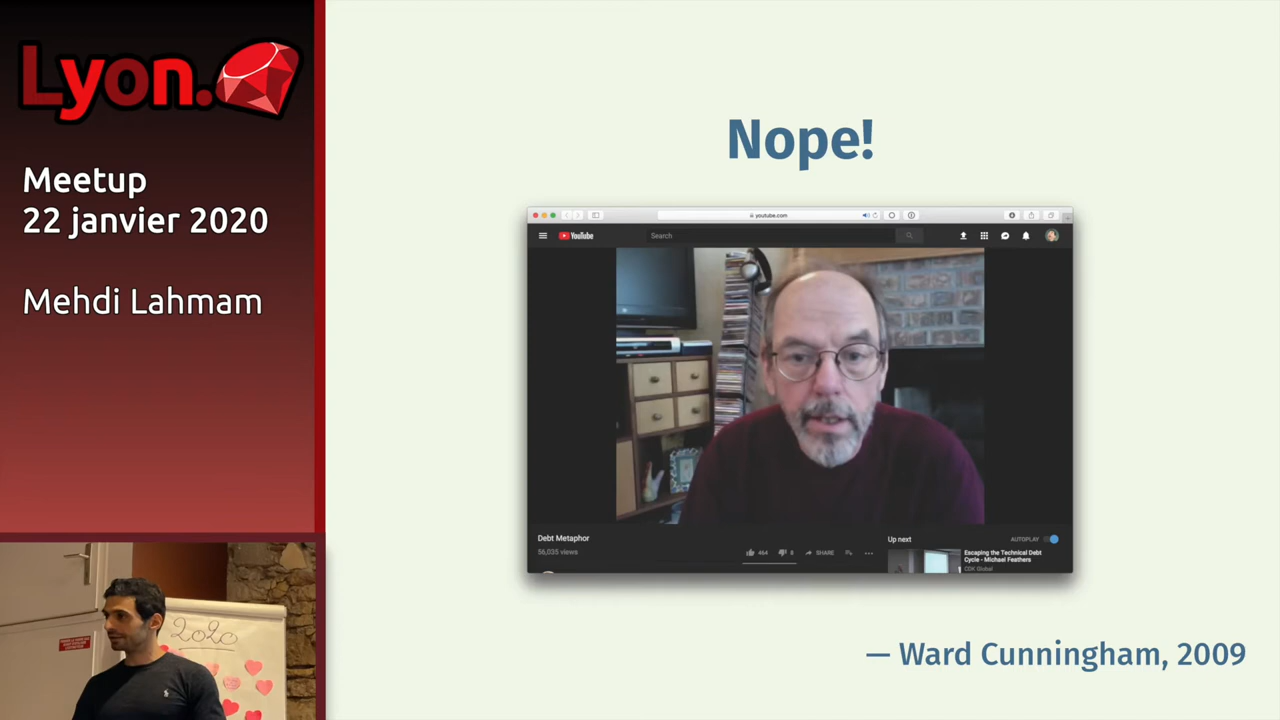 Lyon.
Meetup
22 janvier 2020
Mehdi Lahmam
2020
Nope!
youtube.com
YouTube
Search
Debt Metaphor
56,035 views
464
0
SHARE
Up next
AUTOPLAY
Escaping the Technical Debt
Cycle - Michael Feathers
CDK Global
— Ward Cunningham, 2009